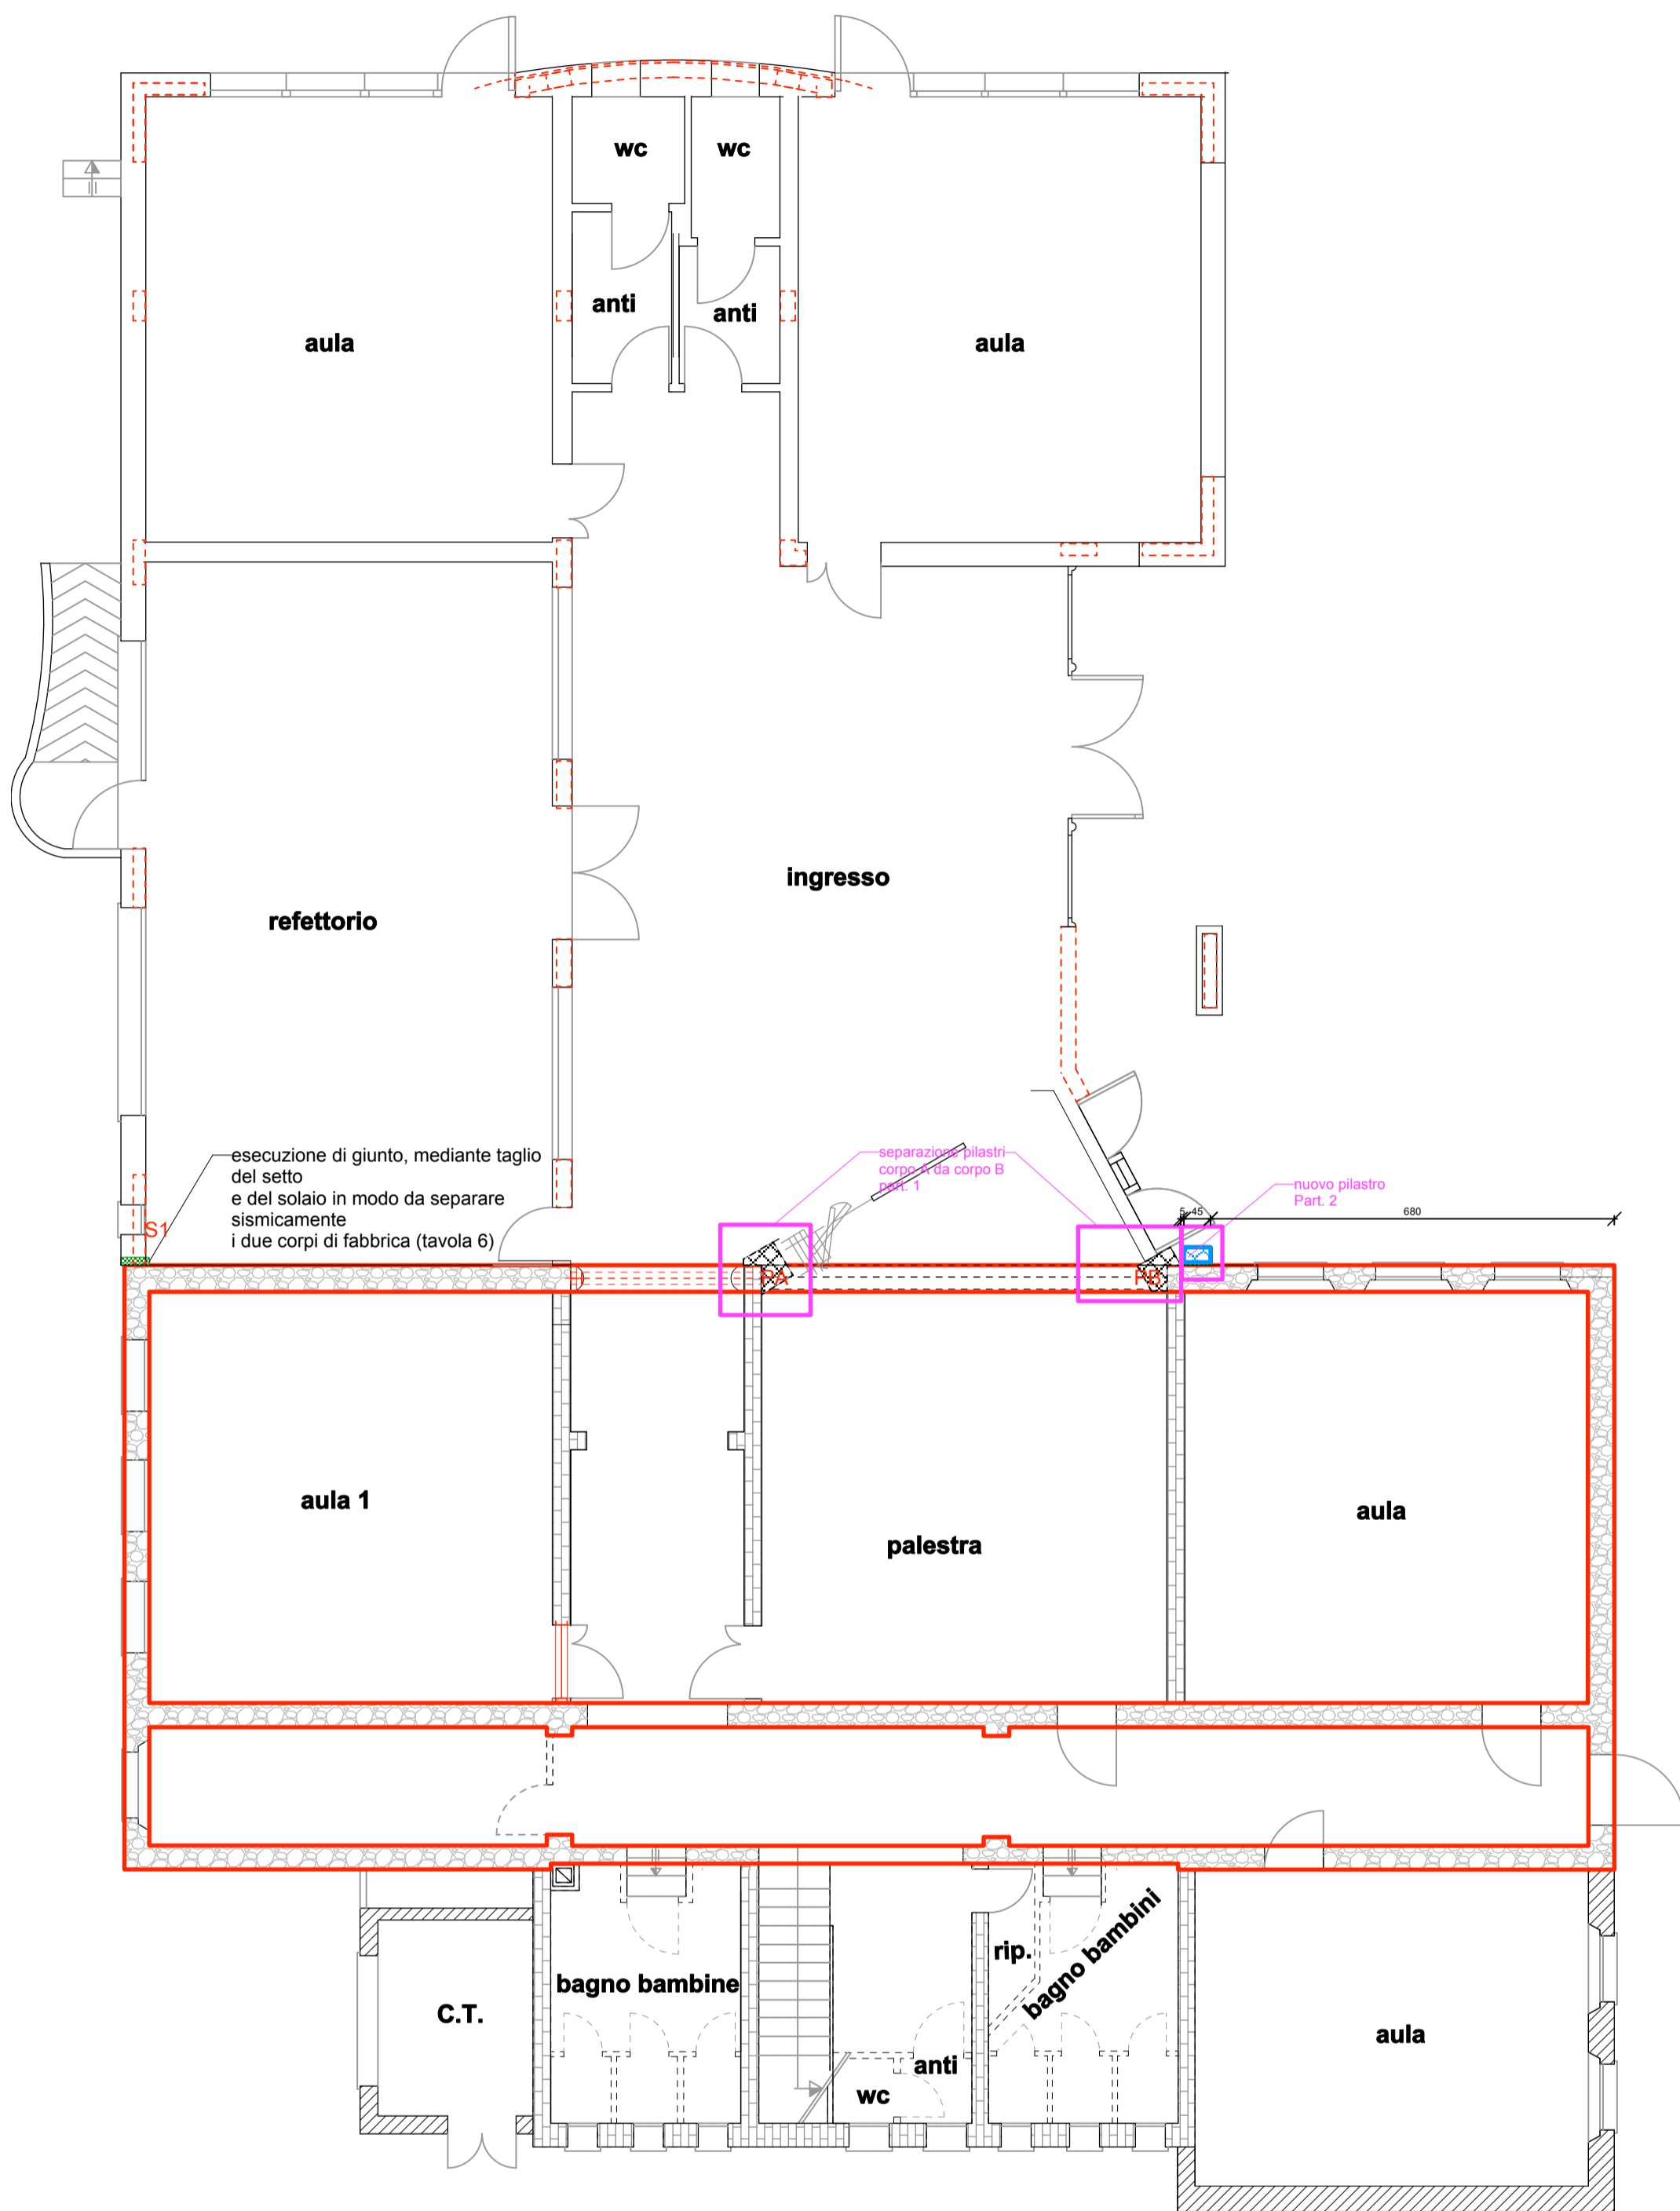 wc
wc
anti
anti
aula
aula
ingresso
refettorio
esecuzione di giunto, mediante taglio
del setto
e del solaio in modo da separare
sismicamente
i due corpi di fabbrica (tavola 6)
S1
separazione pilastri
corpo A da corpo B
part. 1
nuovo pilastro
Part. 2
5 45
680
PA
PB
aula 1
palestra
aula
rip.
bagno bambini
bagno bambine
C.T.
anti
wc
aula